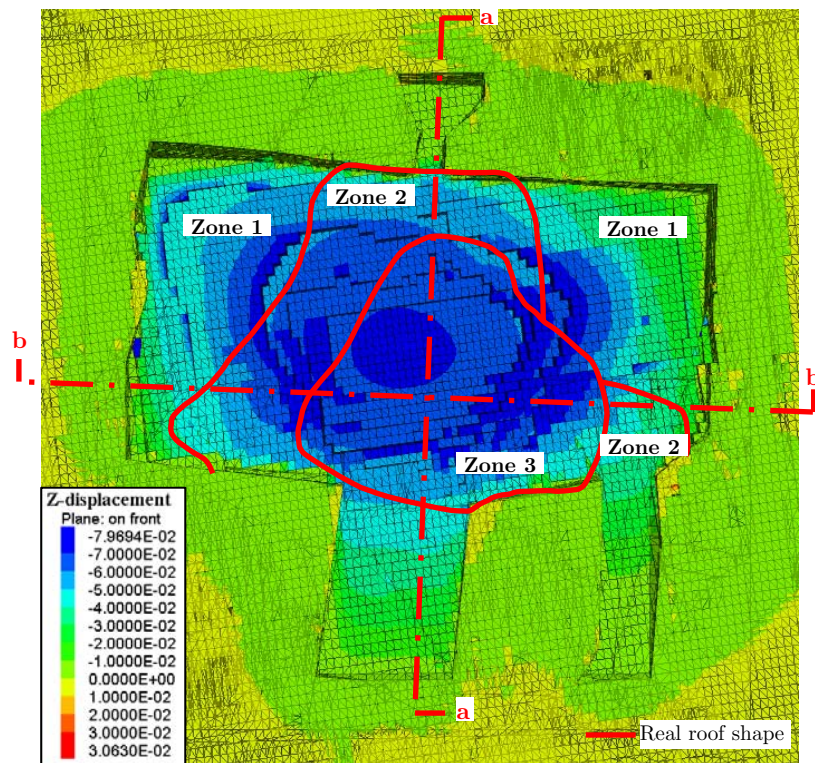 a
Zone 2
Zone 1
Zone 1
b
b
Zone 2
Zone 3
Z-displacement
Plane: on front
-7.9694E-02
-7.0000E-02
-6.0000E-02
-5.0000E-02
-4.0000E-02
-3.0000E-02
-2.0000E-02
-1.0000E-02
0.0000E+00
1.0000E-02
2.0000E-02
3.0000E-02
3.0630E-02
a
Real roof shape